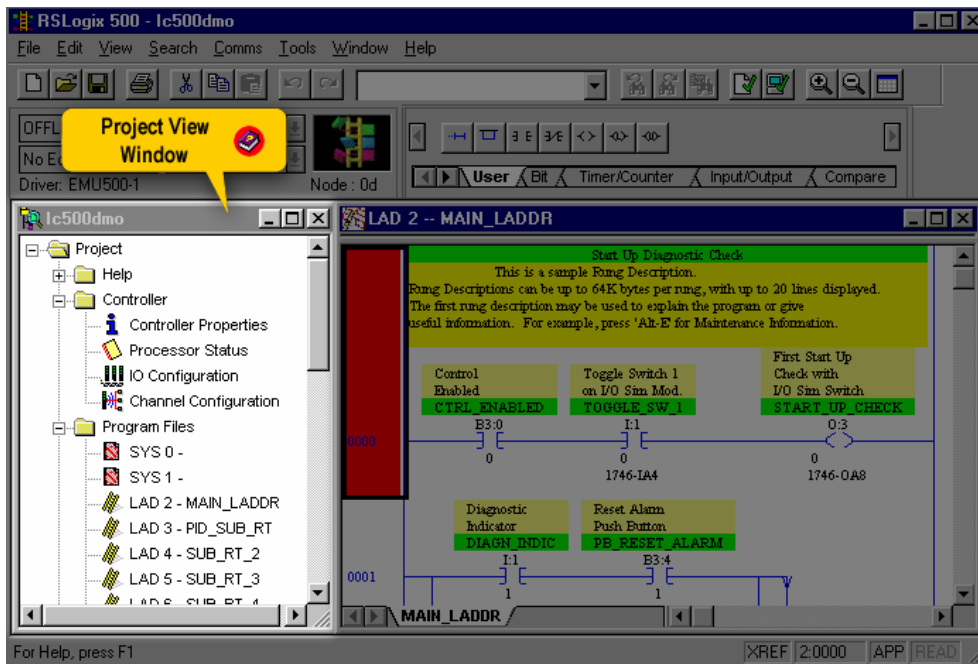 RSLogix 500 - lc500dmo
File Edit View Search Comms Tools Window Help
OFFL
No Ed
Project View
Window
Driver: EMU500-1 Node : 0d
User Bit Timer/Counter Input/Output Compare
lc500dmo
Project
Help
Controller
Controller Properties
Processor Status
IO Configuration
Channel Configuration
Program Files
SYS 0 -
SYS 1 -
LAD 2 - MAIN_LADDR
LAD 3 - PID_SUB_RT
LAD 4 - SUB_RT_2
LAD 5 - SUB_RT_3
LAD 6 - SUB_RT_4
LAD 2 -- MAIN_LADDR
Start Up Diagnostic Check
This is a sample Rung Description.
Rung Descriptions can be up to 64K bytes per rung, with up to 20 lines displayed.
The first rung description may be used to explain the program or give
useful information. For example, press 'Alt-E' for Maintenance Information.
Control
Enabled
CTRL_ENABLED
B3:0
0
Toggle Switch 1
on I/O Sim Mod.
TOGGLE_SW_1
I:1
0
1746-IA4
First Start Up
Check with
I/O Sim Switch
START_UP_CHECK
O:3
0
1746-OA8
0000
Diagnostic
Indicator
DIAGN_INDIC
I:1
1
Reset Alarm
Push Button
PB_RESET_ALARM
B3:4
1
0001
MAIN_LADDR
For Help, press F1
XREF 2:0000 APP READ